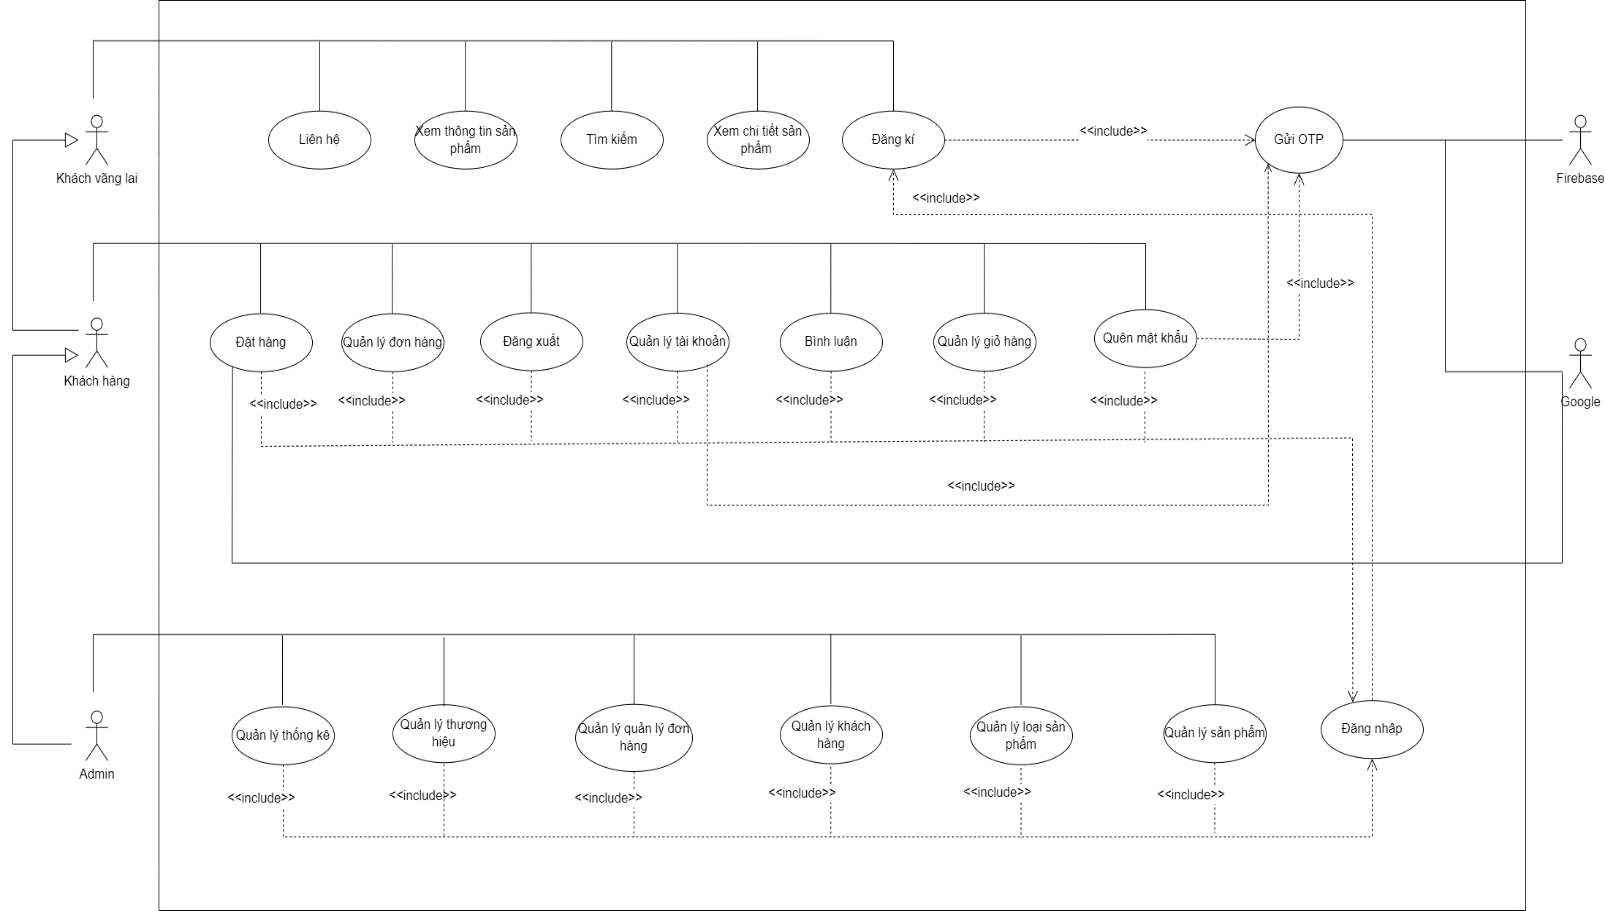 Liên hệ
Xem thông tin sản
phẩm
Tìm kiếm
Xem chi tiết sản
phẩm
Đăng kí
<<include>>
Gửi OTP
Khách vãng lai
Firebase
<<include>>
<<include>>
Đặt hàng
Quản lý đơn hàng
Đăng xuất
Quản lý tài khoản
Bình luận
Quản lý giỏ hàng
Quên mật khẩu
Khách hàng
Google
<<include>>
<<include>>
<<include>>
<<include>>
<<include>>
<<include>>
<<include>>
<<include>>
Quản lý thống kê
Quản lý thương
hiệu
Quản lý quản lý đơn
hàng
Quản lý khách
hàng
Quản lý loại sản
phẩm
Quản lý sản phẩm
Đăng nhập
Admin
<<include>>
<<include>>
<<include>>
<<include>>
<<include>>
<<include>>